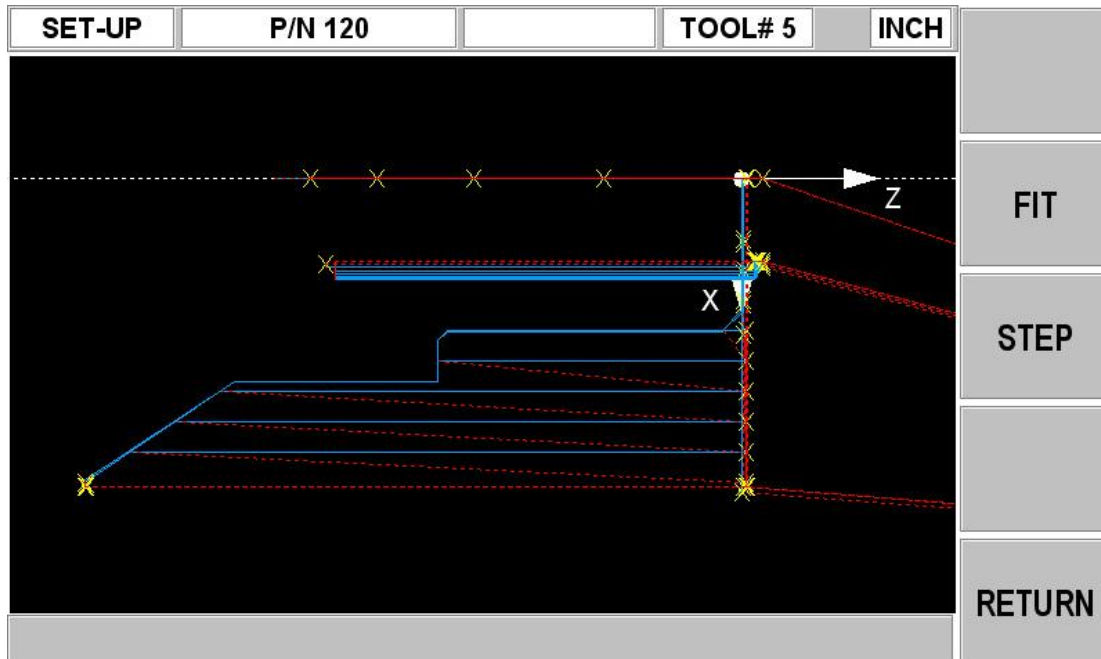 SET-UP P/N 120 TOOL# 5 INCH
Z
FIT
X
STEP
RETURN